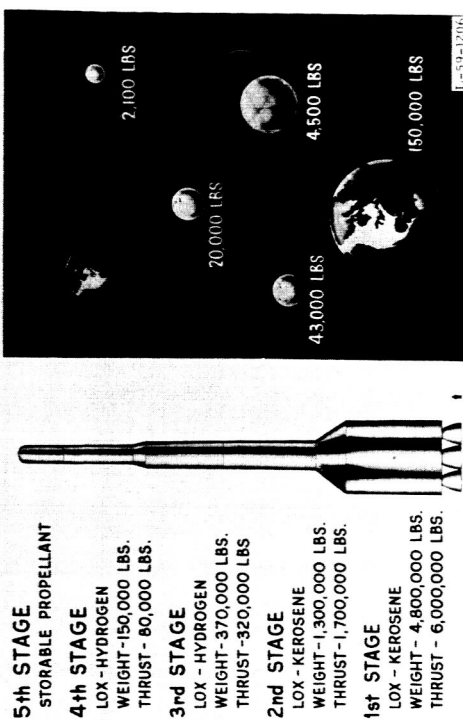 5th STAGE
STORABLE PROPELLANT
4th STAGE
LOX - HYDROGEN
WEIGHT-150,000 LBS.
THRUST - 80,000 LBS.
3rd STAGE
LOX - HYDROGEN
WEIGHT-370,000 LBS.
THRUST-320,000 LBS
2nd STAGE
LOX - KEROSENE
WEIGHT-1,300,000 LBS.
THRUST-1,700,000 LBS.
1st STAGE
LOX - KEROSENE
WEIGHT - 4,800,000 LBS.
THRUST - 6,000,000 LBS.
2,100 LBS
20,000 LBS
4,500 LBS
43,000 LBS
150,000 LBS
L-59-1206